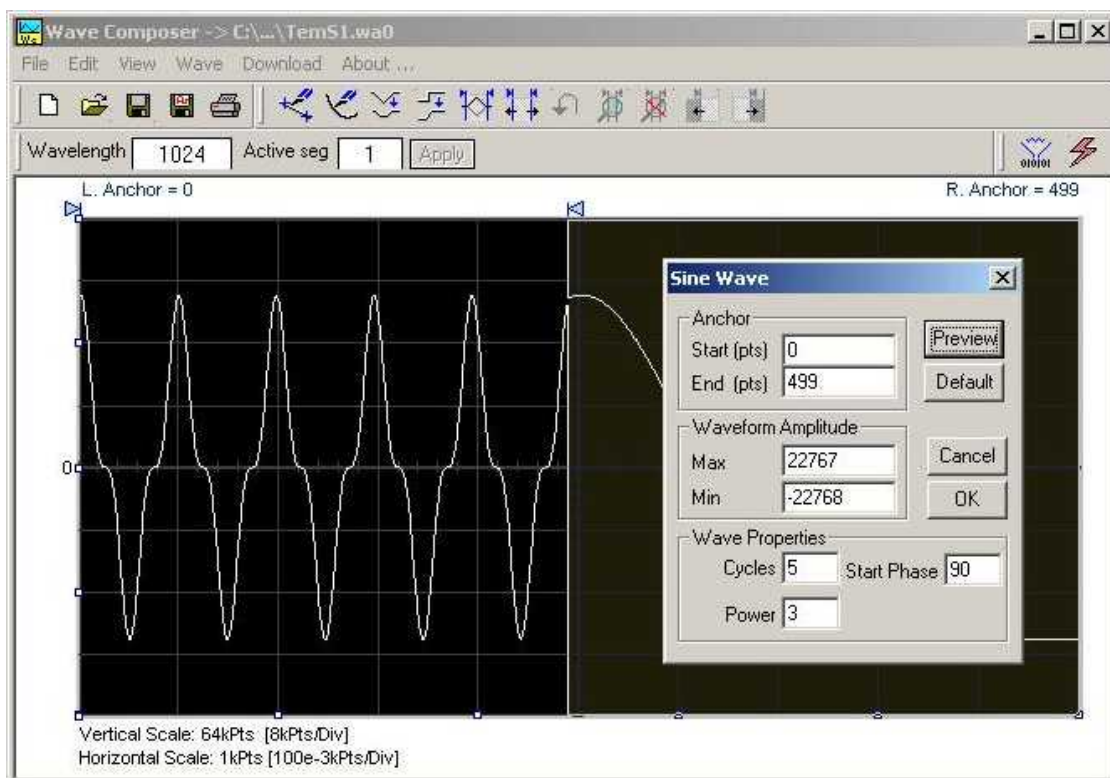 Wave Composer -> C:\...\TemS1.wa0
File Edit View Wave Download About ...
Wavelength 1024 Active seg 1 Apply
010101
L. Anchor = 0 R. Anchor = 499
0
Sine Wave
Anchor
Start (pts) 0
End (pts) 499
Preview
Default
Waveform Amplitude
Max 22767
Min -22768
Cancel
OK
Wave Properties
Cycles 5 Start Phase 90
Power 3
Vertical Scale: 64kPts [8kPts/Div]
Horizontal Scale: 1kPts [100e-3kPts/Div]